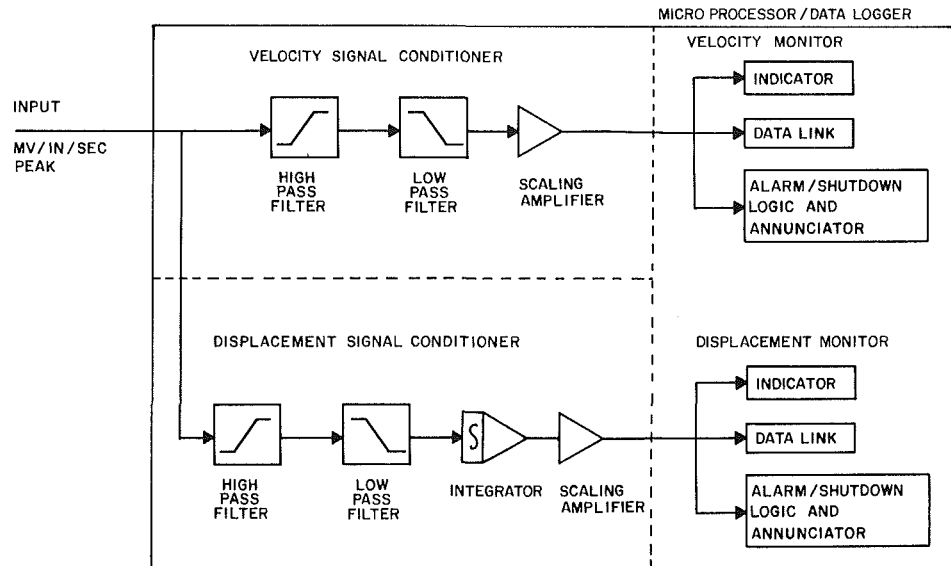 MICRO PROCESSOR/DATA LOGGER
VELOCITY SIGNAL CONDITIONER
VELOCITY MONITOR
INPUT
MV/IN/SEC
PEAK
HIGH
PASS
FILTER
LOW
PASS
FILTER
SCALING
AMPLIFIER
INDICATOR
DATA LINK
ALARM/SHUTDOWN
LOGIC AND
ANNUNCIATOR
DISPLACEMENT SIGNAL CONDITIONER
DISPLACEMENT MONITOR
HIGH
PASS
FILTER
LOW
PASS
FILTER
∫
INTEGRATOR
SCALING
AMPLIFIER
INDICATOR
DATA LINK
ALARM/SHUTDOWN
LOGIC AND
ANNUNCIATOR